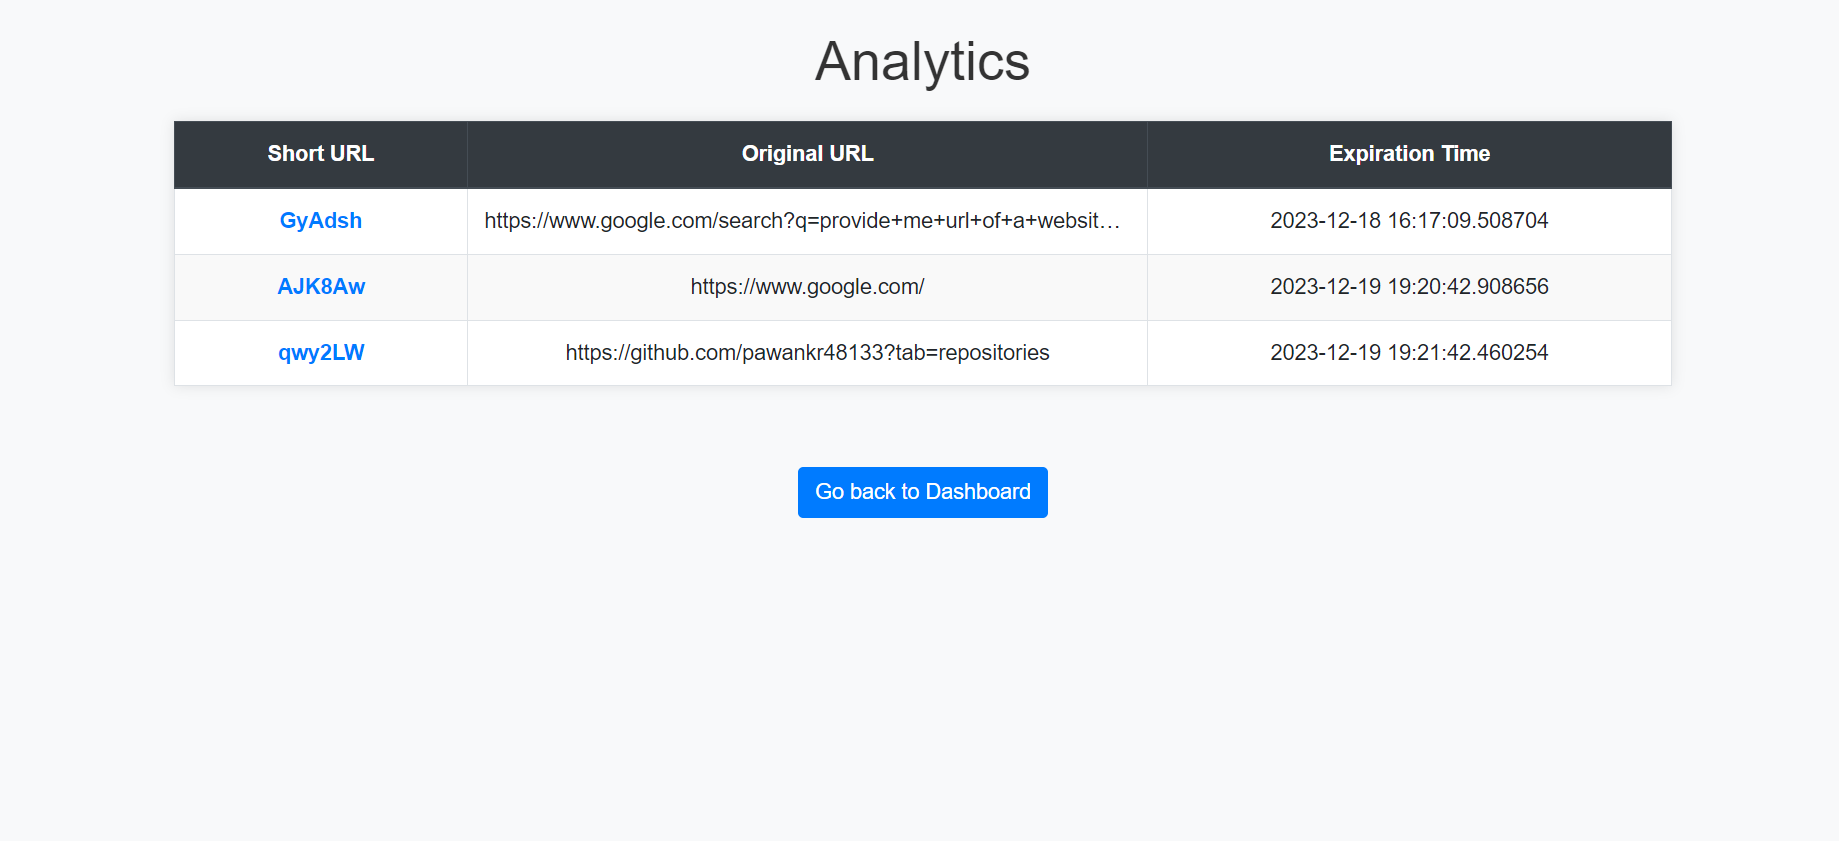 Analytics
Short URL Original URL Expiration Time
GyAdsh https://www.google.com/search?q=provide+me+url+of+a+websit… 2023-12-18 16:17:09.508704
AJK8Aw https://www.google.com/ 2023-12-19 19:20:42.908656
qwy2LW https://github.com/pawankr48133?tab=repositories 2023-12-19 19:21:42.460254
Go back to Dashboard